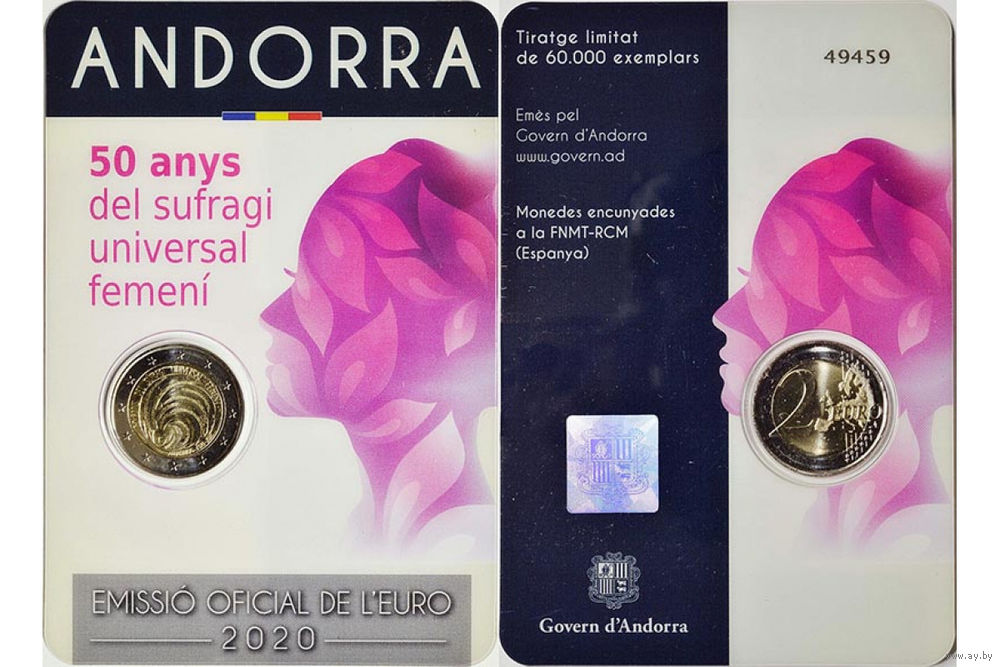 ANDORRA
50 anys
del sufragi
universal
femení
EMISSIÓ OFICIAL DE L'EURO
2020
Tiratge limitat
de 60.000 exemplars
49459
Emès pel
Govern d'Andorra
www.govern.ad
Monedes encunyades
a la FNMT-RCM
(Espanya)
2 EURO
Govern d'Andorra
www.ay.by